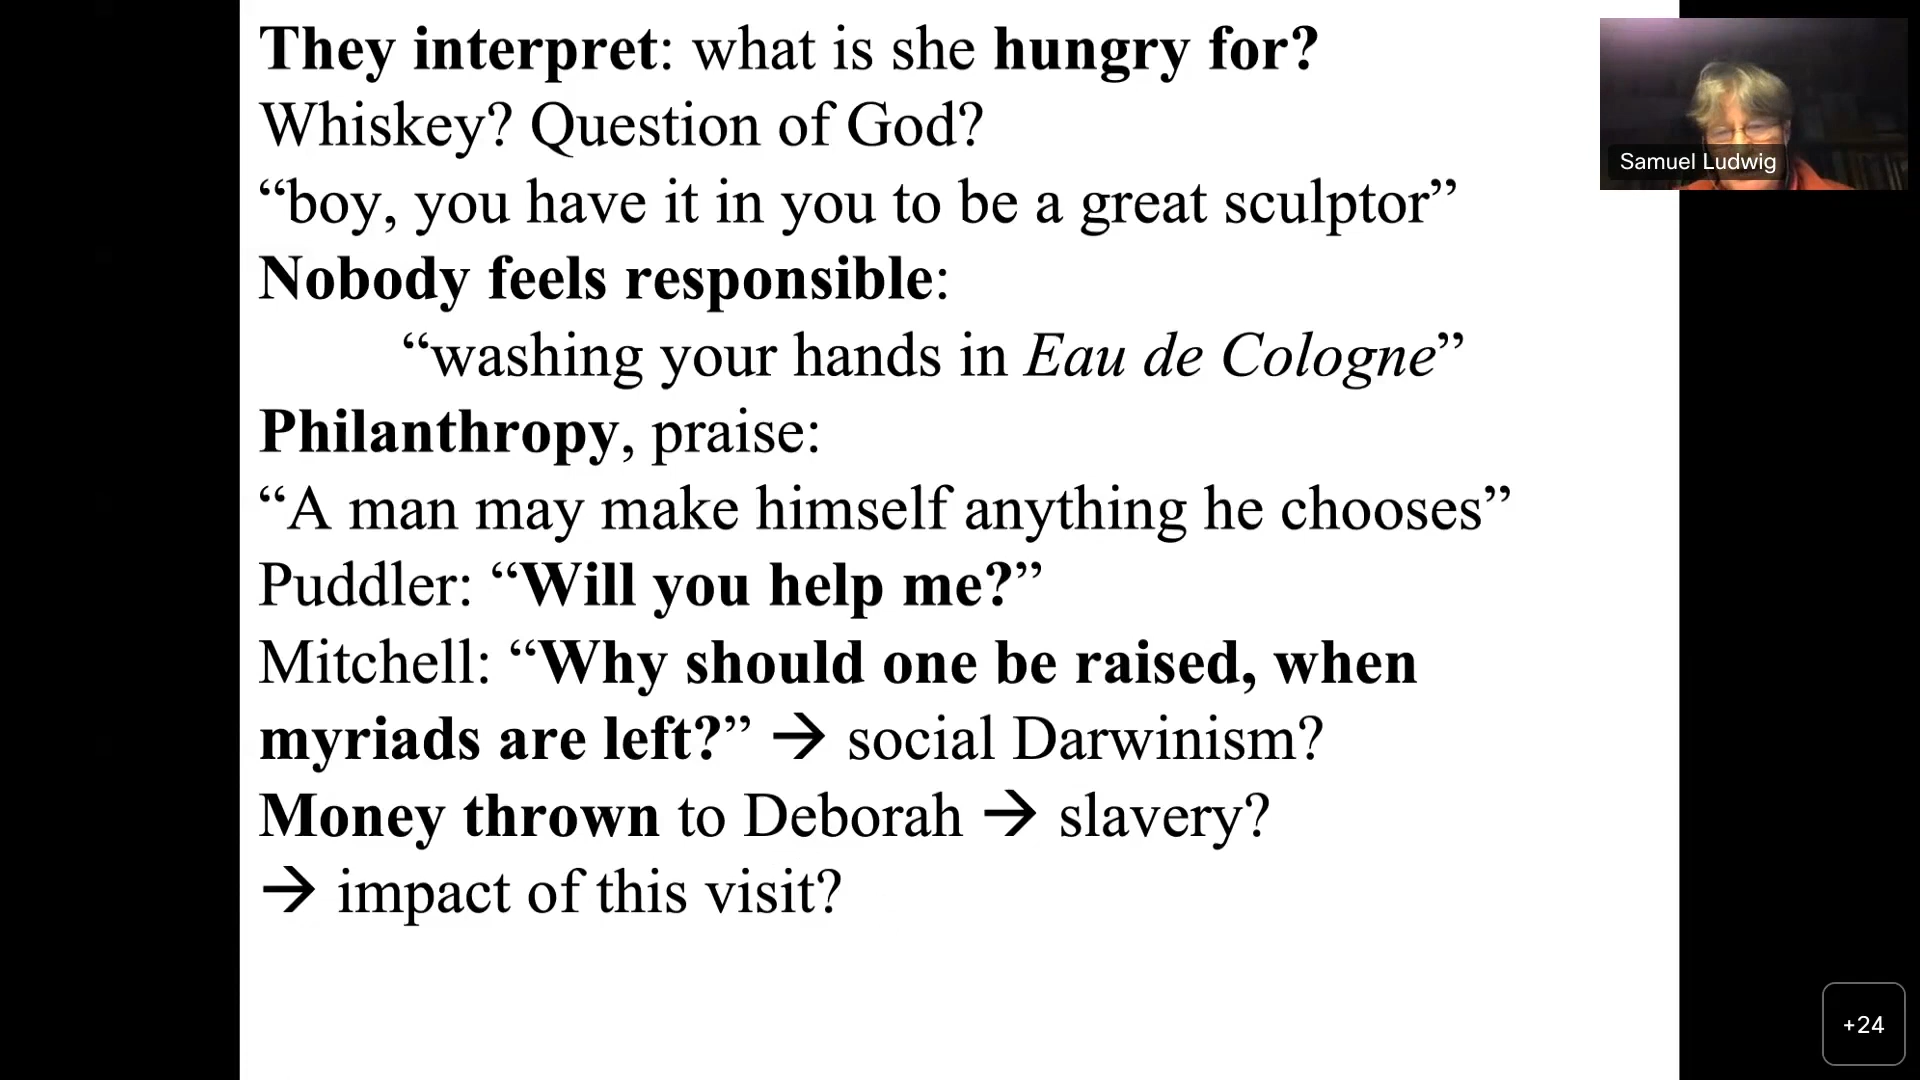 They interpret: what is she hungry for?
Whiskey? Question of God?
“boy, you have it in you to be a great sculptor”
Nobody feels responsible:
“washing your hands in Eau de Cologne”
Philanthropy, praise:
“A man may make himself anything he chooses”
Puddler: “Will you help me?”
Mitchell: “Why should one be raised, when
myriads are left?” → social Darwinism?
Money thrown to Deborah → slavery?
→ impact of this visit?
Samuel Ludwig
+24